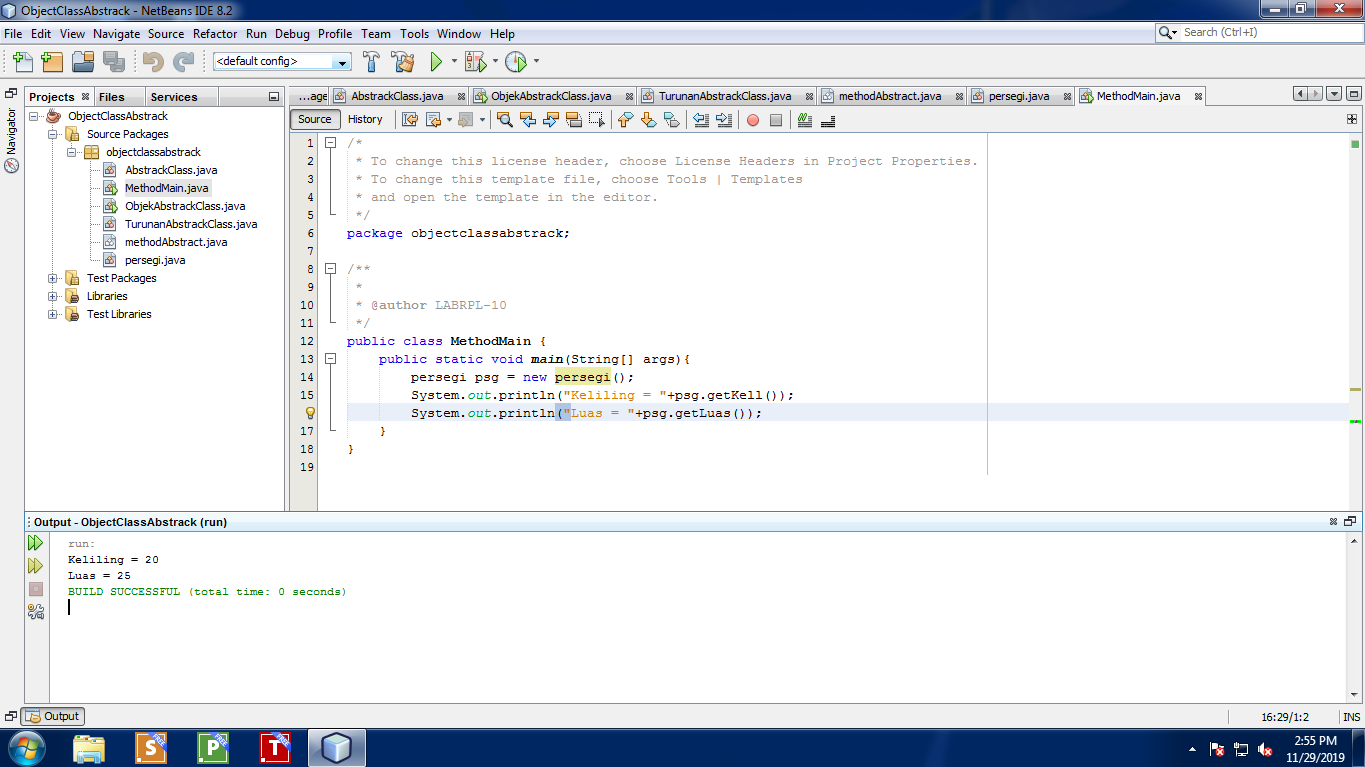 ObjectClassAbstrack - NetBeans IDE 8.2
File Edit View Navigate Source Refactor Run Debug Profile Team Tools Window Help
Search (Ctrl+I)
<default config>
Navigator
Projects Files Services
ObjectClassAbstrack
Source Packages
objectclassabstrack
AbstrackClass.java
MethodMain.java
ObjekAbstrackClass.java
TurunanAbstrackClass.java
methodAbstract.java
persegi.java
Test Packages
Libraries
Test Libraries
...age AbstrackClass.java ObjekAbstrackClass.java TurunanAbstrackClass.java methodAbstract.java persegi.java MethodMain.java
Source History
1 /*
2 * To change this license header, choose License Headers in Project Properties.
3 * To change this template file, choose Tools | Templates
4 * and open the template in the editor.
5 */
6 package objectclassabstrack;
7
8 /**
9 *
10 * @author LABRPL-10
11 */
12 public class MethodMain {
13 public static void main(String[] args){
14 persegi psg = new persegi();
15 System.out.println("Keliling = "+psg.getKell());
System.out.println("Luas = "+psg.getLuas());
17 }
18 }
19
Output - ObjectClassAbstrack (run)
run:
Keliling = 20
Luas = 25
BUILD SUCCESSFUL (total time: 0 seconds)
Output
16:29/1:2 INS
S FREE P FREE T FREE
2:55 PM
11/29/2019